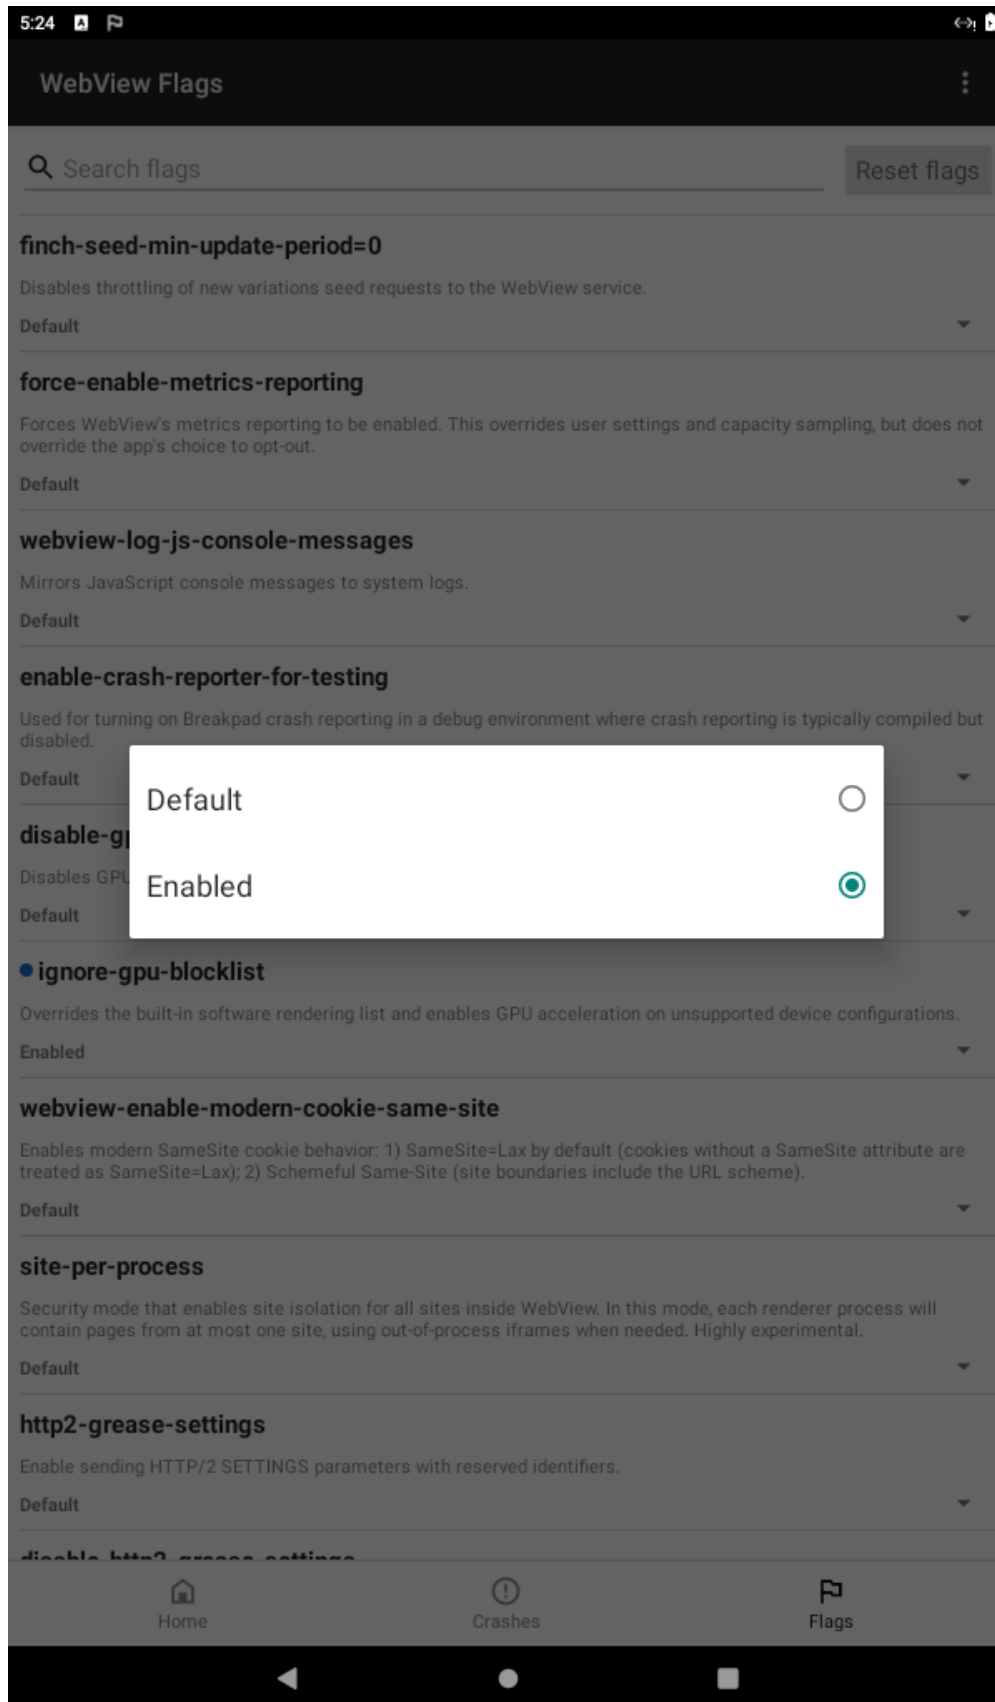 5:24
WebView Flags
Search flags
Reset flags
finch-seed-min-update-period=0
Disables throttling of new variations seed requests to the WebView service.
Default
force-enable-metrics-reporting
Forces WebView's metrics reporting to be enabled. This overrides user settings and capacity sampling, but does not
override the app's choice to opt-out.
Default
webview-log-js-console-messages
Mirrors JavaScript console messages to system logs.
Default
enable-crash-reporter-for-testing
Used for turning on Breakpad crash reporting in a debug environment where crash reporting is typically compiled but
disabled.
Default
Default
Enabled
disable-g
Disables GPU
Default
ignore-gpu-blocklist
Overrides the built-in software rendering list and enables GPU acceleration on unsupported device configurations.
Enabled
webview-enable-modern-cookie-same-site
Enables modern SameSite cookie behavior: 1) SameSite=Lax by default (cookies without a SameSite attribute are
treated as SameSite=Lax); 2) Schemeful Same-Site (site boundaries include the URL scheme).
Default
site-per-process
Security mode that enables site isolation for all sites inside WebView. In this mode, each renderer process will
contain pages from at most one site, using out-of-process iframes when needed. Highly experimental.
Default
http2-grease-settings
Enable sending HTTP/2 SETTINGS parameters with reserved identifiers.
Default
disable-http2-grease-settings
Home
Crashes
Flags